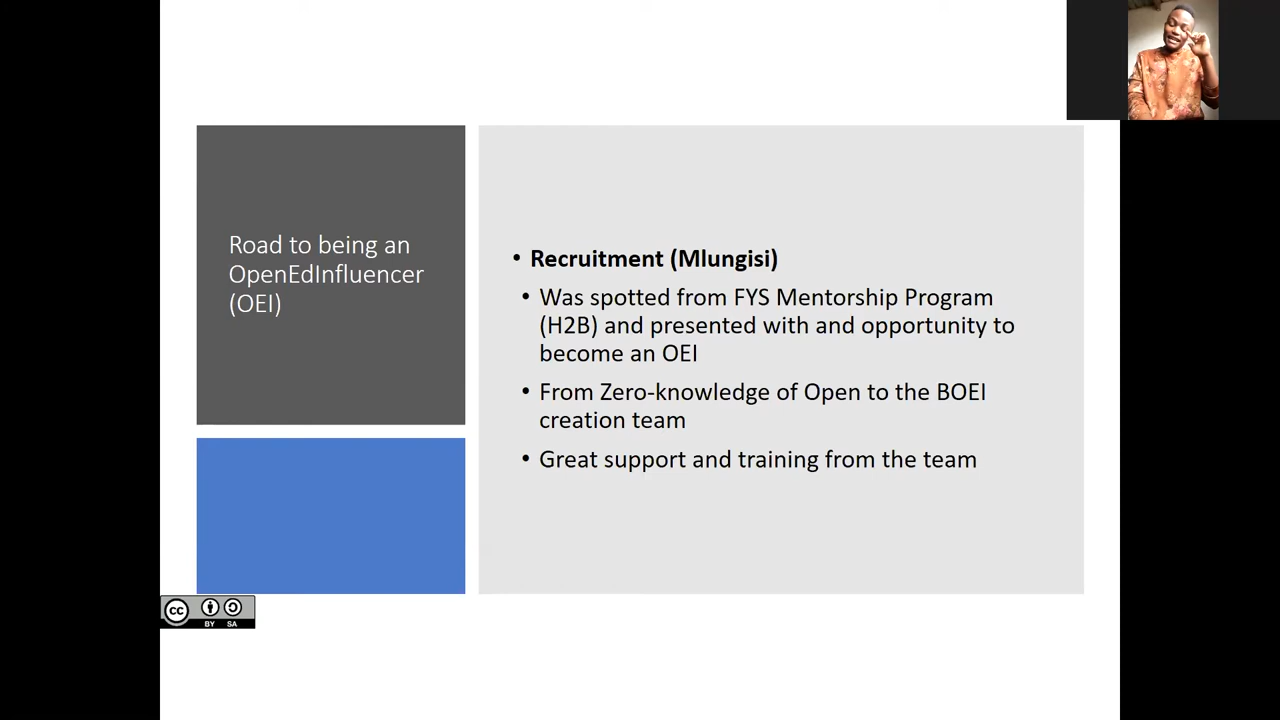 Road to being an
OpenEdInfluencer
(OEI)
• Recruitment (Mlungisi)
• Was spotted from FYS Mentorship Program
(H2B) and presented with and opportunity to
become an OEI
• From Zero-knowledge of Open to the BOEI
creation team
• Great support and training from the team
cc
BY SA